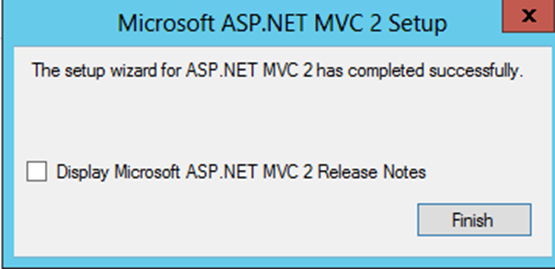 Microsoft ASP.NET MVC 2 Setup
x
The setup wizard for ASP.NET MVC 2 has completed successfully.
Display Microsoft ASP.NET MVC 2 Release Notes
Finish